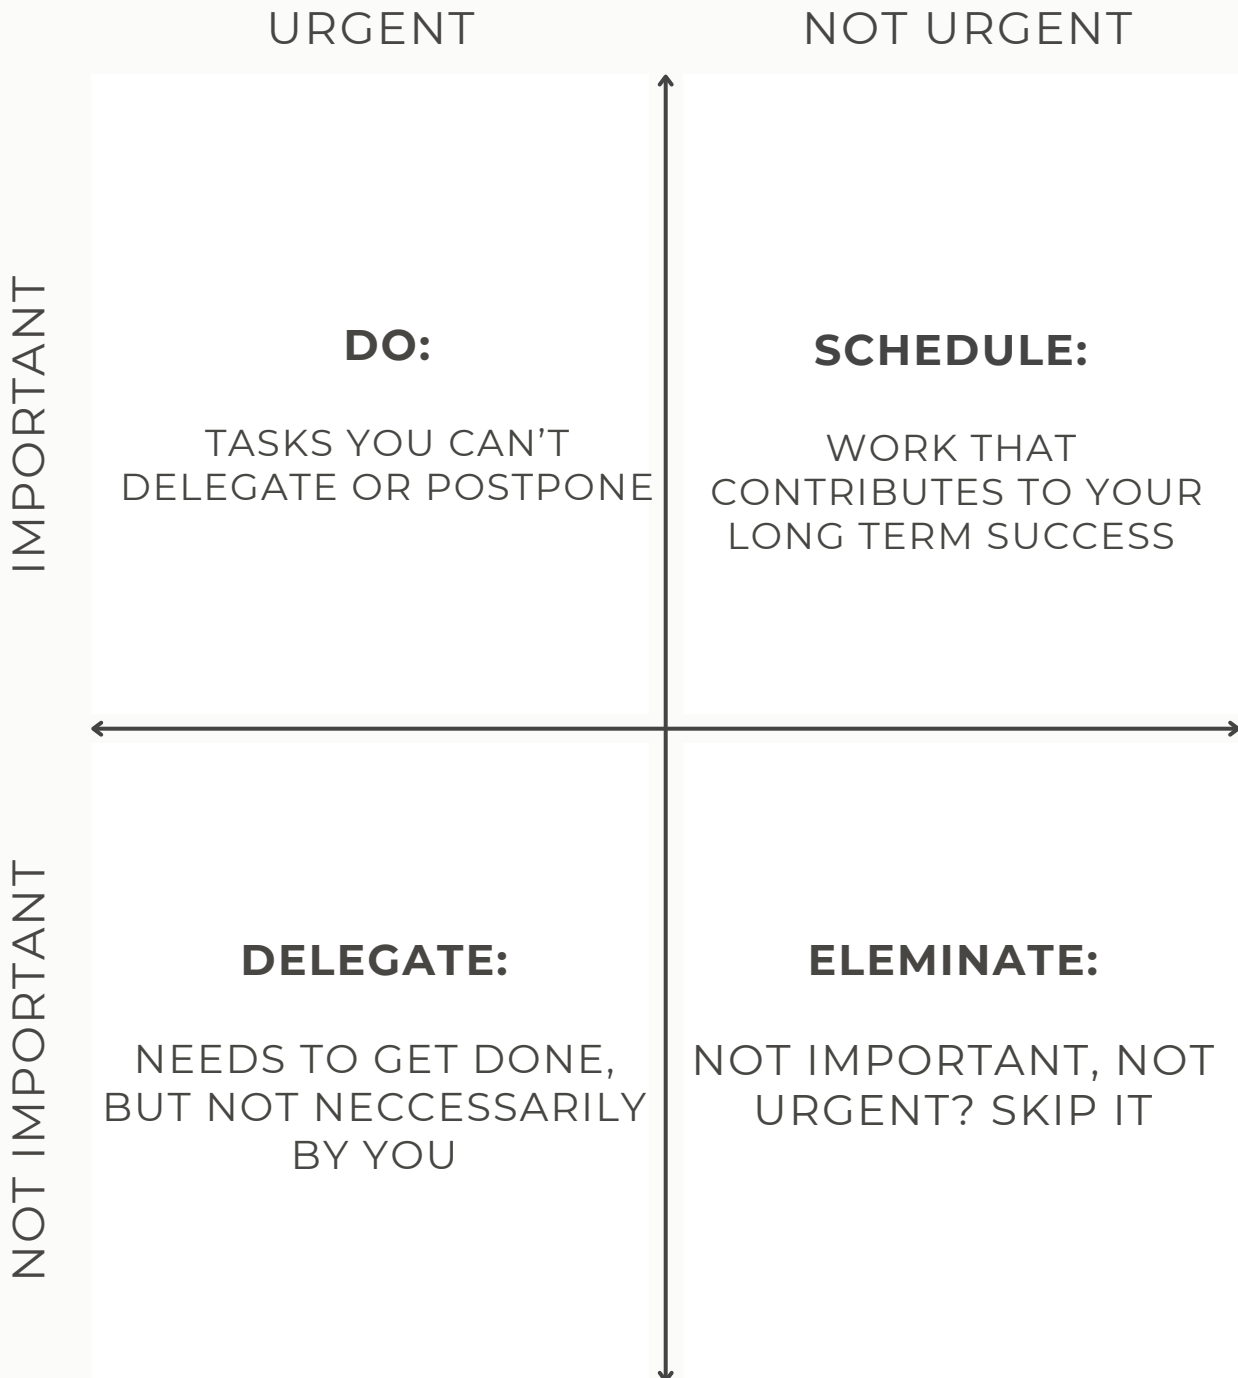 URGENT
NOT URGENT
IMPORTANT
DO:
TASKS YOU CAN'T
DELEGATE OR POSTPONE
SCHEDULE:
WORK THAT
CONTRIBUTES TO YOUR
LONG TERM SUCCESS
NOT IMPORTANT
DELEGATE:
NEEDS TO GET DONE,
BUT NOT NECCESSARILY
BY YOU
ELEMINATE:
NOT IMPORTANT, NOT
URGENT? SKIP IT